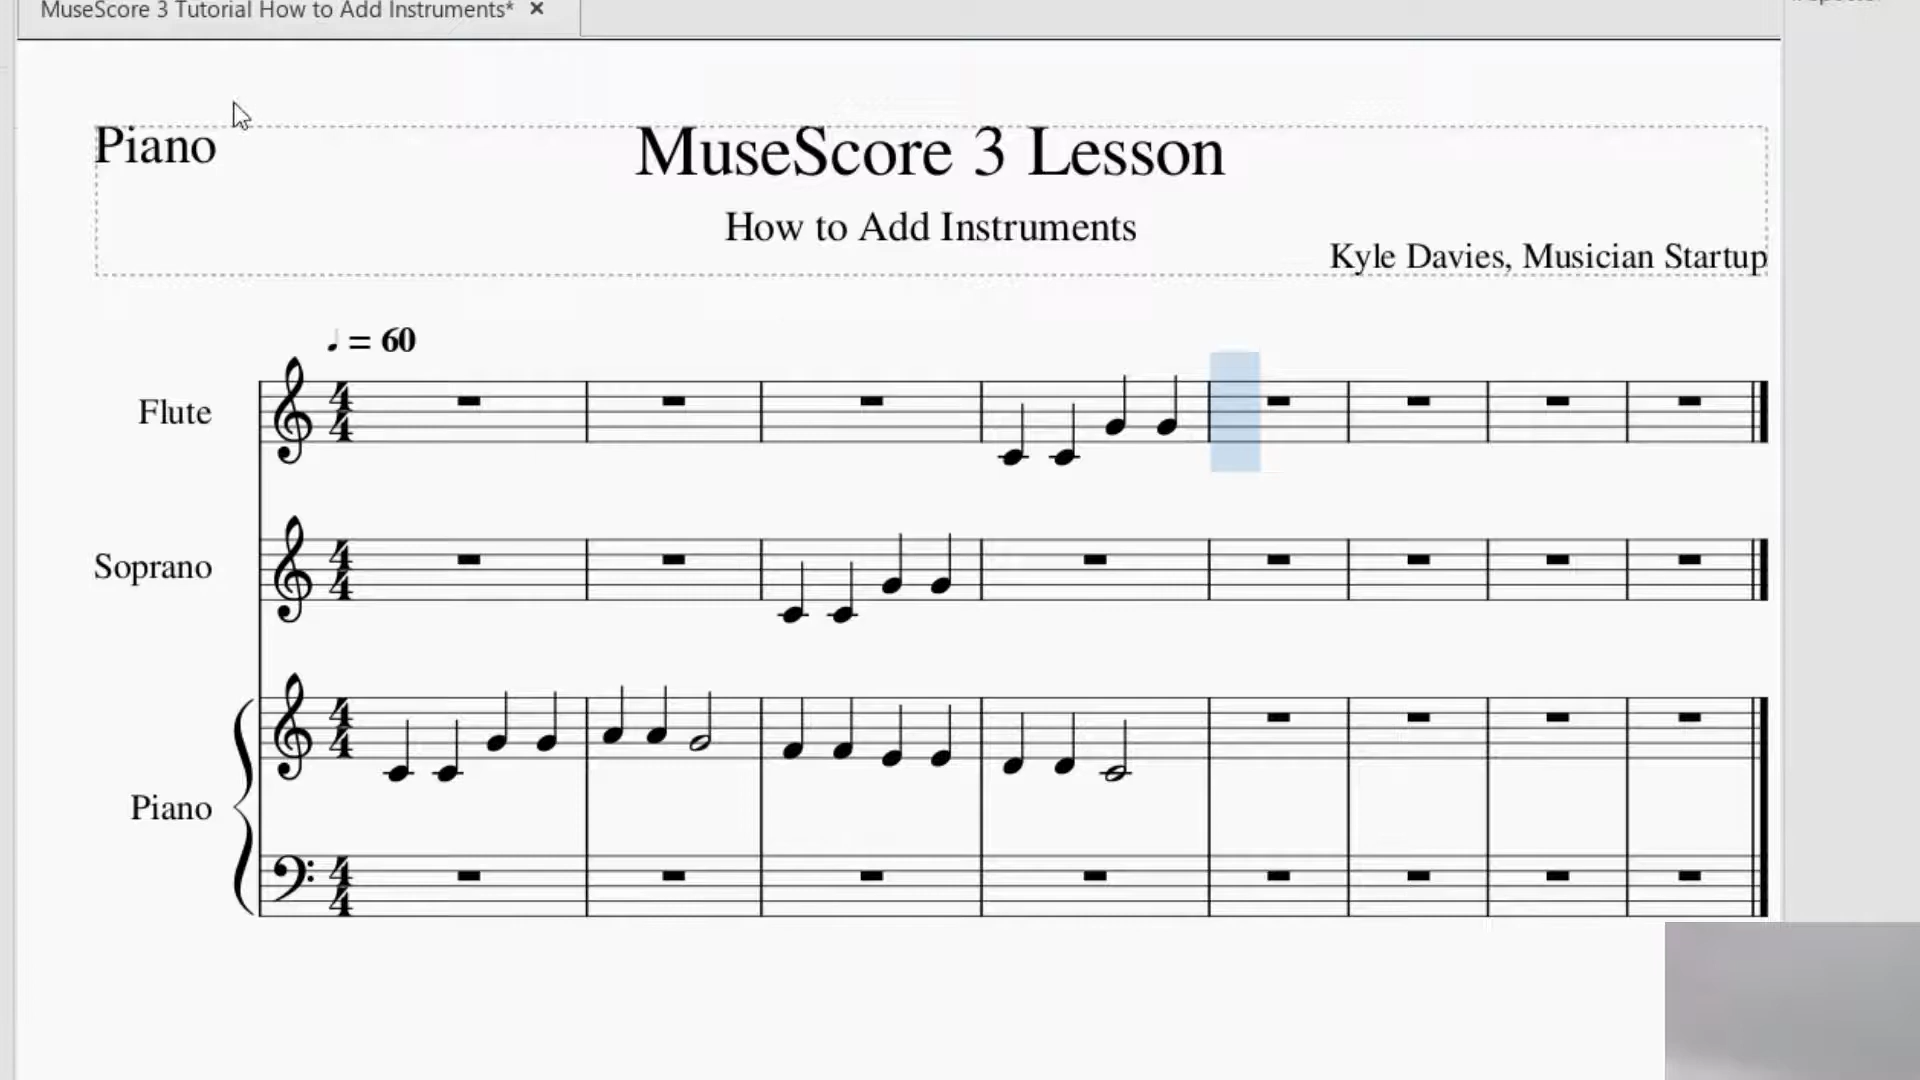 MuseScore 3 Tutorial How to Add Instruments* ×
Piano
MuseScore 3 Lesson
How to Add Instruments
Kyle Davies, Musician Startup
♩ = 60
Flute
Soprano
Piano